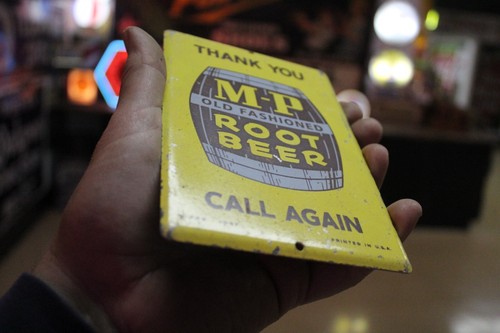 THANK YOU
M-P
OLD FASHIONED
ROOT
BEER
CALL AGAIN
PRINTED IN U.S.A.